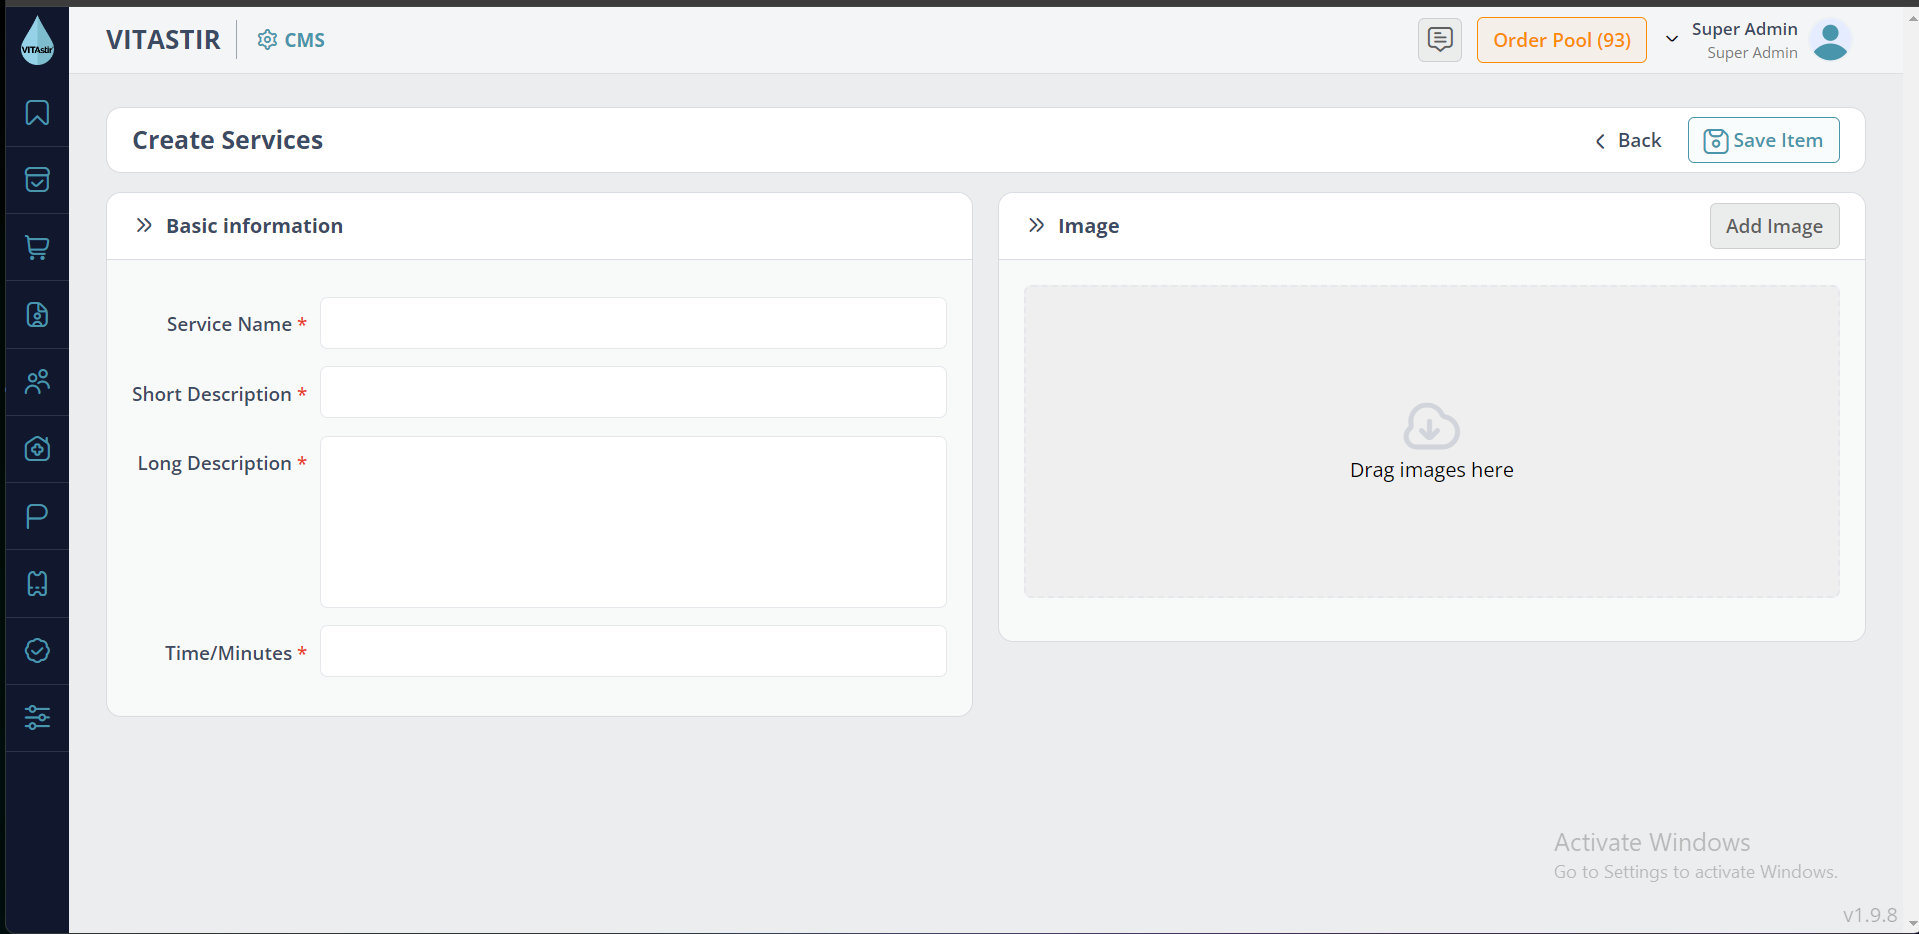 VITAstir
VITASTIR
CMS
Order Pool (93)
Super Admin
Super Admin
Create Services
Back
Save Item
Basic information
Service Name *
Short Description *
Long Description *
Time/Minutes *
Image
Add Image
Drag images here
Activate Windows
Go to Settings to activate Windows.
v1.9.8